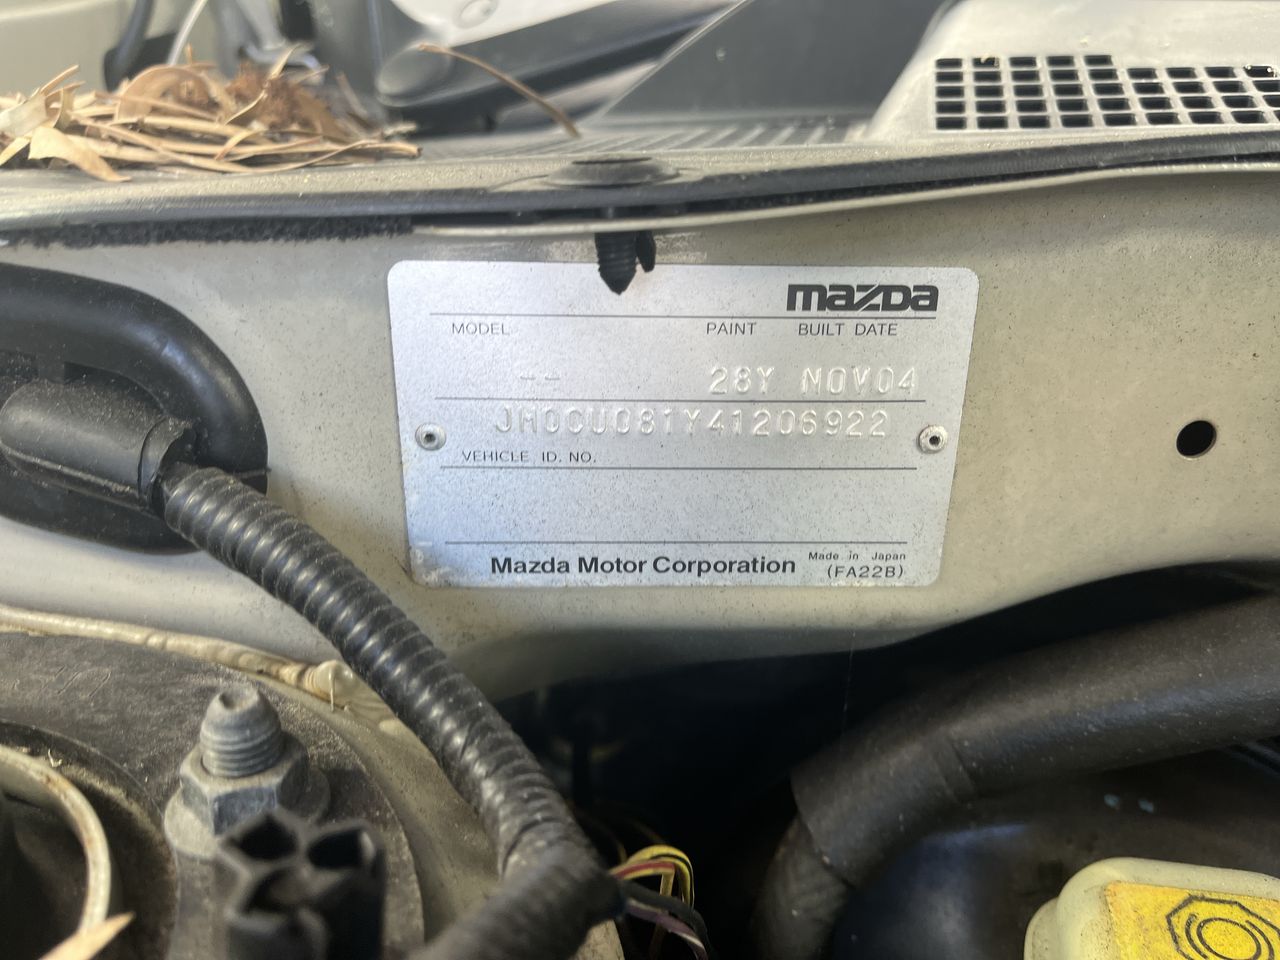 mazda
MODEL PAINT BUILT DATE
-- 28Y NOV04
JM0CU081Y41206922
VEHICLE ID. NO.
Mazda Motor Corporation
Made in Japan
(FA22B)